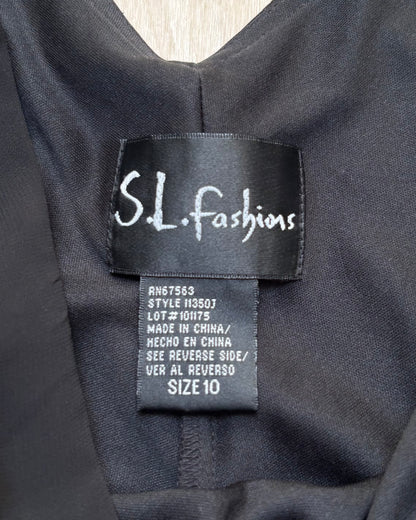 S.L.fashions
RN67563
STYLE 11350J
LOT#101175
MADE IN CHINA/
HECHO EN CHINA
SEE REVERSE SIDE/
VER AL REVERSO
SIZE 10